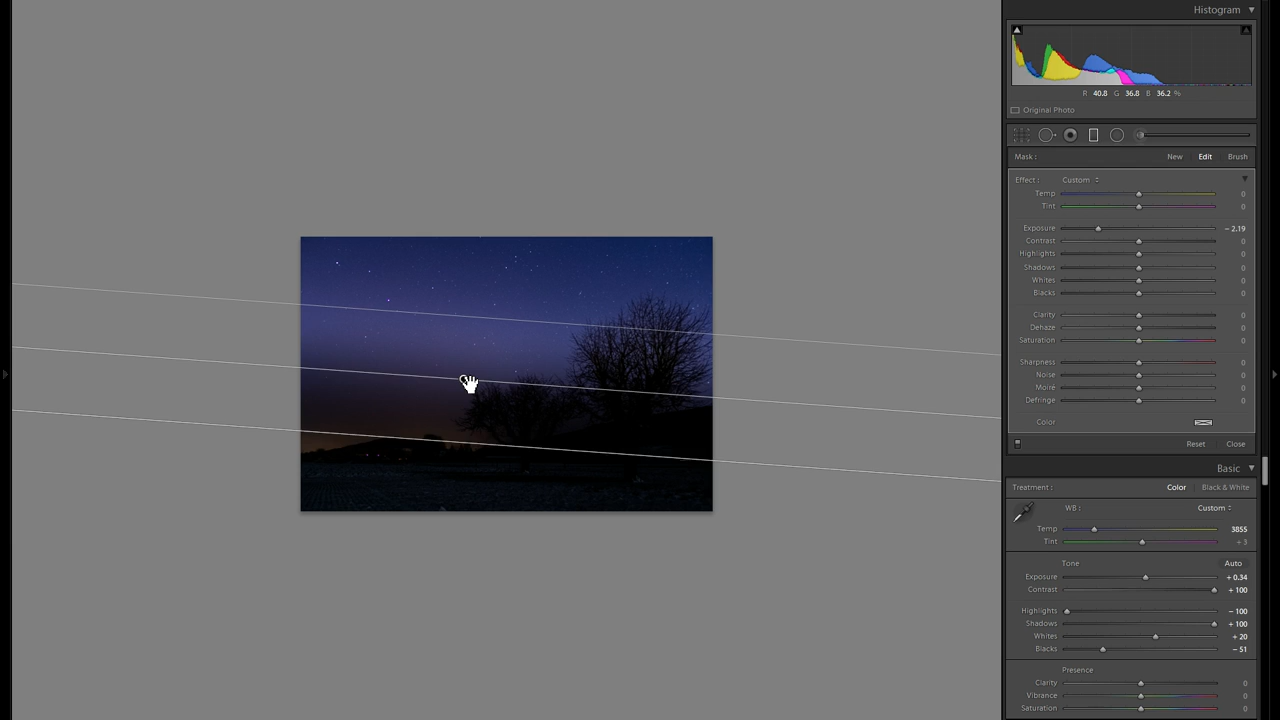 Histogram
R 40.8 G 36.8 B 36.2 %
Original Photo
Mask : New Edit Brush
Effect : Custom
Temp 0
Tint 0
Exposure − 2.19
Contrast 0
Highlights 0
Shadows 0
Whites 0
Blacks 0
Clarity 0
Dehaze 0
Saturation 0
Sharpness 0
Noise 0
Moiré 0
Defringe 0
Color
Reset Close
Basic
Treatment : Color Black & White
WB : Custom
Temp 3855
Tint + 3
Tone Auto
Exposure + 0.34
Contrast + 100
Highlights − 100
Shadows + 100
Whites + 20
Blacks − 51
Presence
Clarity 0
Vibrance 0
Saturation 0